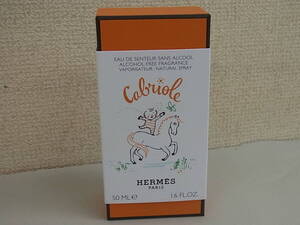 EAU DE SENTEUR SANS ALCOOL
ALCOHOL-FREE FRAGRANCE
VAPORISATEUR / NATURAL SPRAY
Cabriole
HERMÈS
PARIS
50 ML ℮ 1.6 FL.OZ.